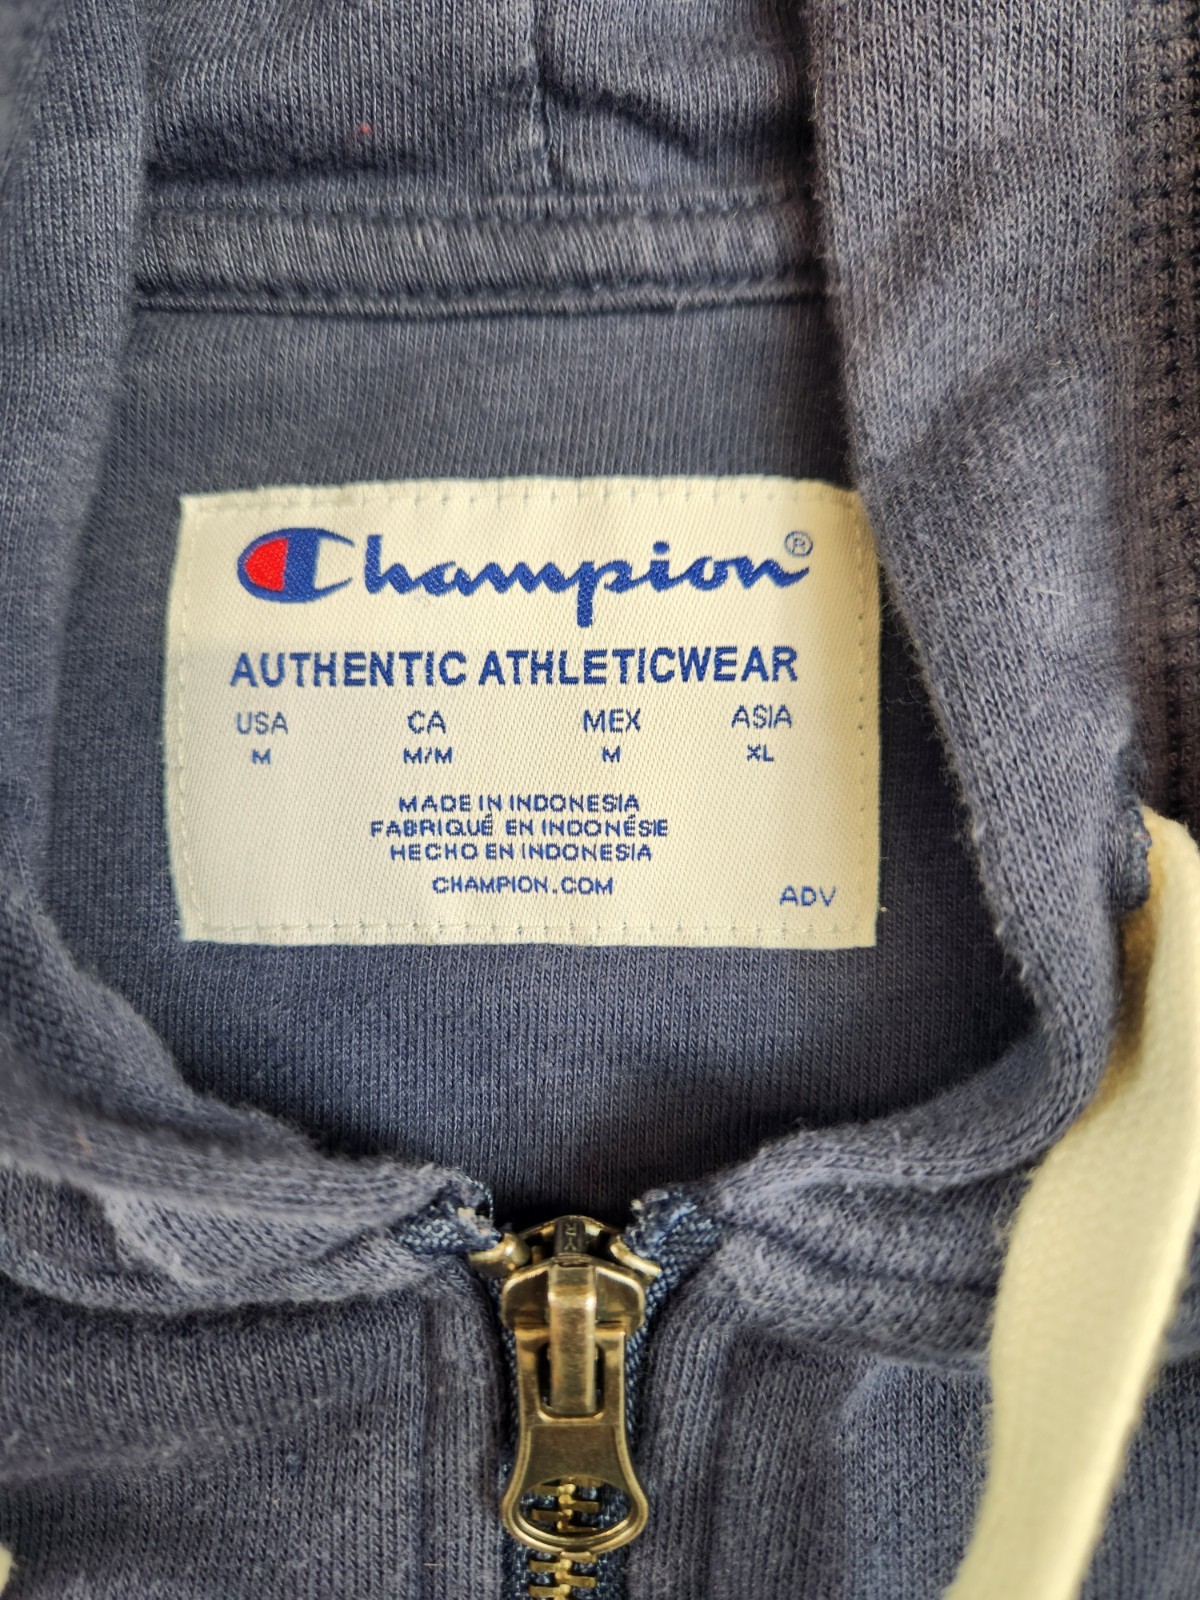 Champion®
AUTHENTIC ATHLETICWEAR
USA CA MEX ASIA
M M/M M XL
MADE IN INDONESIA
FABRIQUÉ EN INDONÉSIE
HECHO EN INDONESIA
CHAMPION.COM
ADV